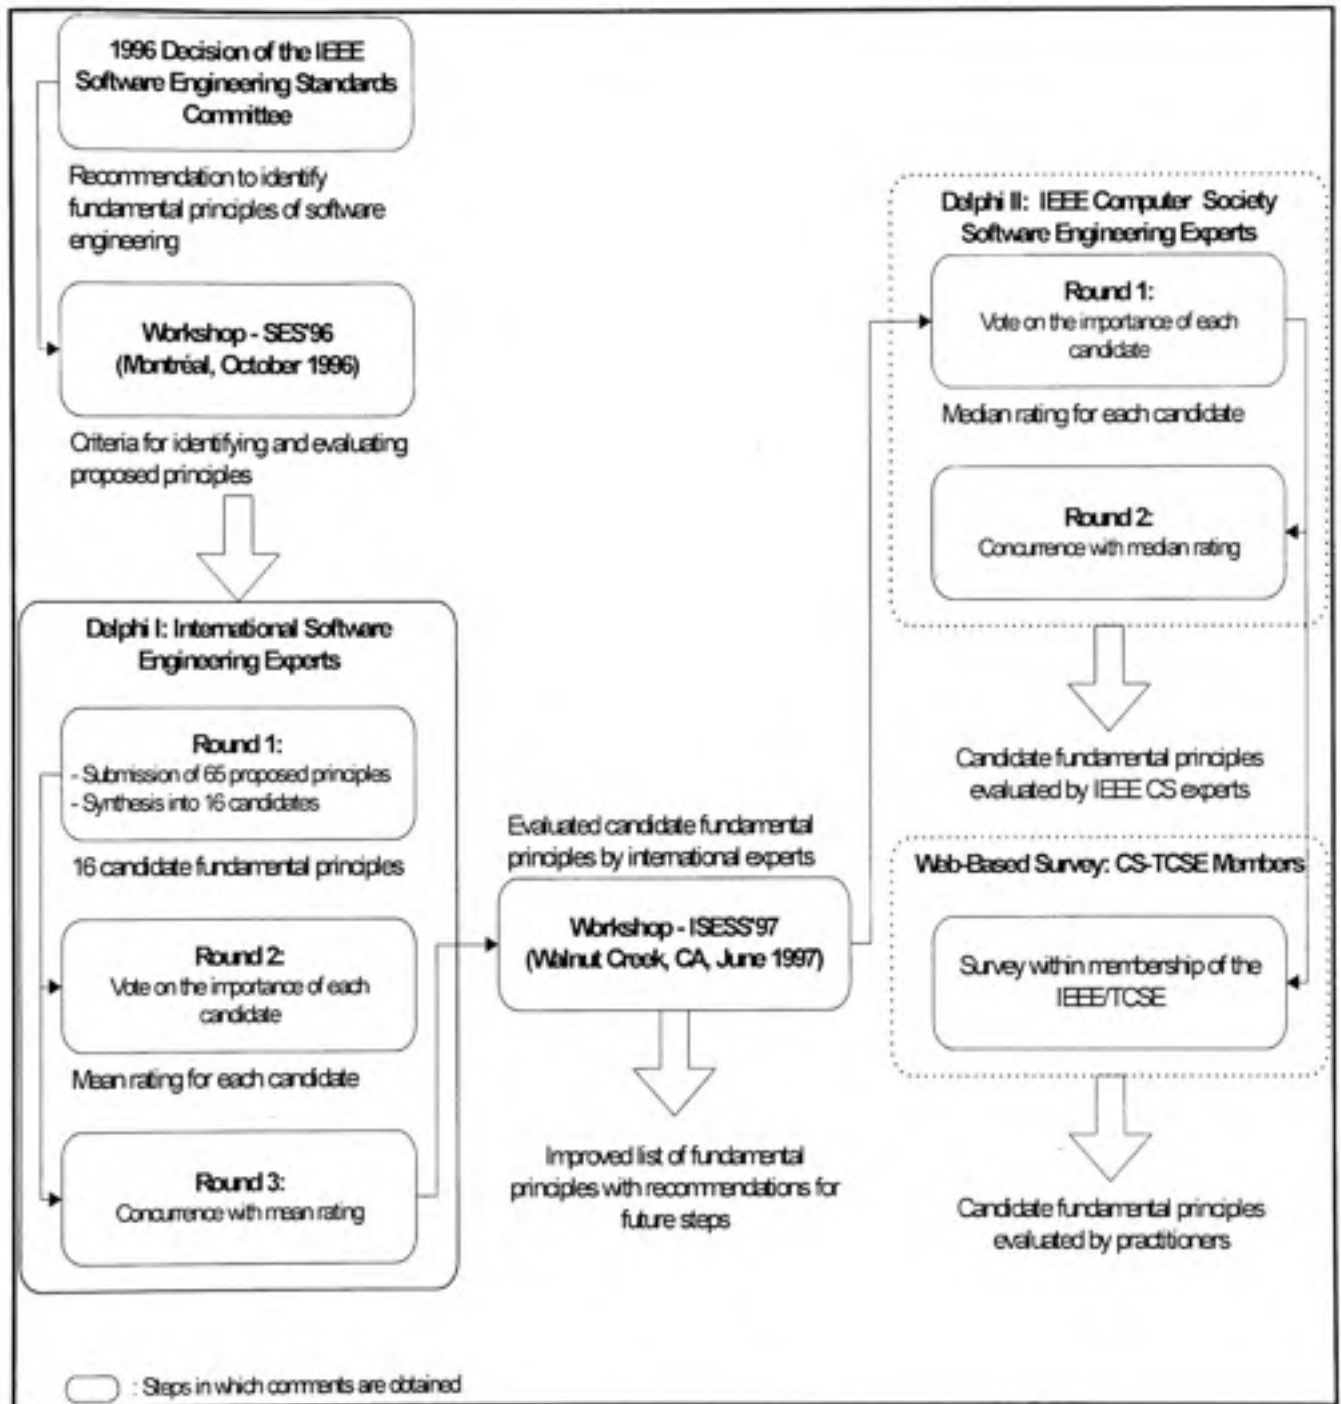 1996 Decision of the IEEE
Software Engineering Standards
Committee
Recommendation to identify
fundamental principles of software
engineering
Workshop - SES'96
(Montréal, October 1996)
Criteria for identifying and evaluating
proposed principles
Delphi I: International Software
Engineering Experts
Round 1:
- Submission of 65 proposed principles
- Synthesis into 16 candidates
16 candidate fundamental principles
Round 2:
Vote on the importance of each
candidate
Mean rating for each candidate
Round 3:
Concurrence with mean rating
Evaluated candidate fundamental
principles by international experts
Workshop - ISESS'97
(Walnut Creek, CA, June 1997)
Improved list of fundamental
principles with recommendations for
future steps
Delphi II: IEEE Computer Society
Software Engineering Experts
Round 1:
Vote on the importance of each
candidate
Median rating for each candidate
Round 2:
Concurrence with median rating
Candidate fundamental principles
evaluated by IEEE CS experts
Web-Based Survey: CS-TCSE Members
Survey within membership of the
IEEE/TCSE
Candidate fundamental principles
evaluated by practitioners
: Steps in which comments are obtained